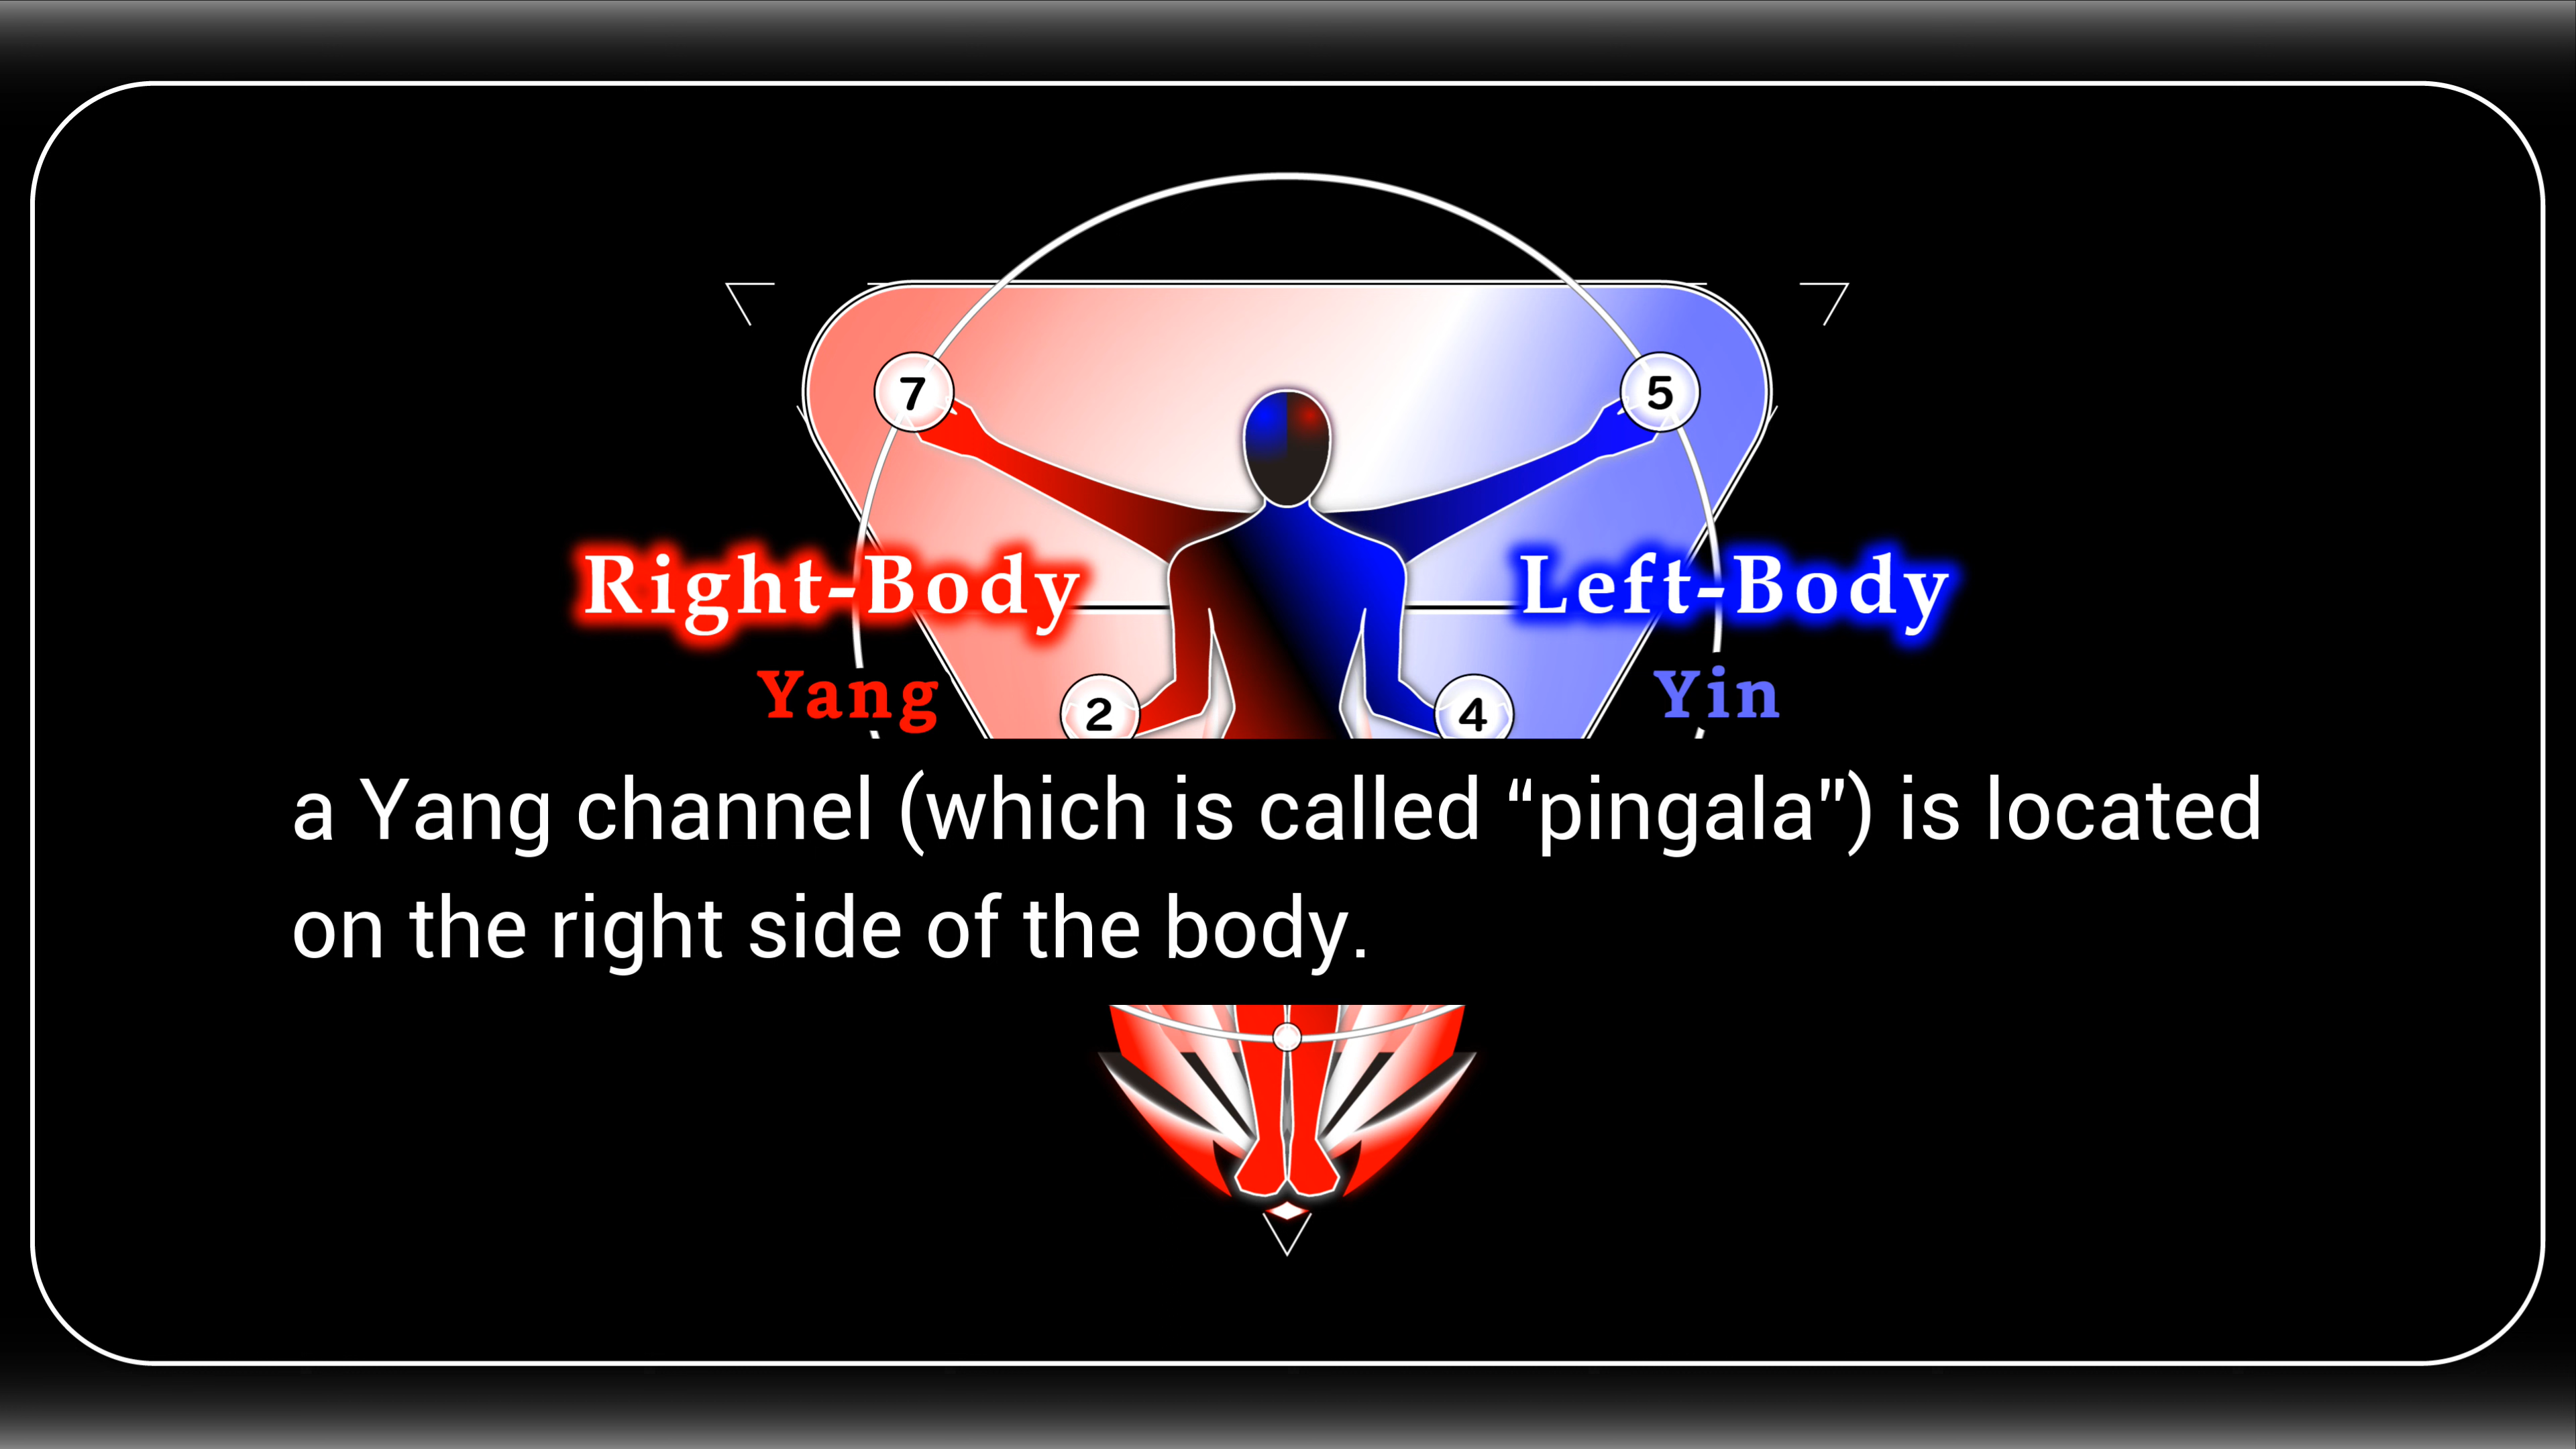 7
5
Right-Body
Left-Body
Yang
2
4
Yin
a Yang channel (which is called “pingala”) is located
on the right side of the body.